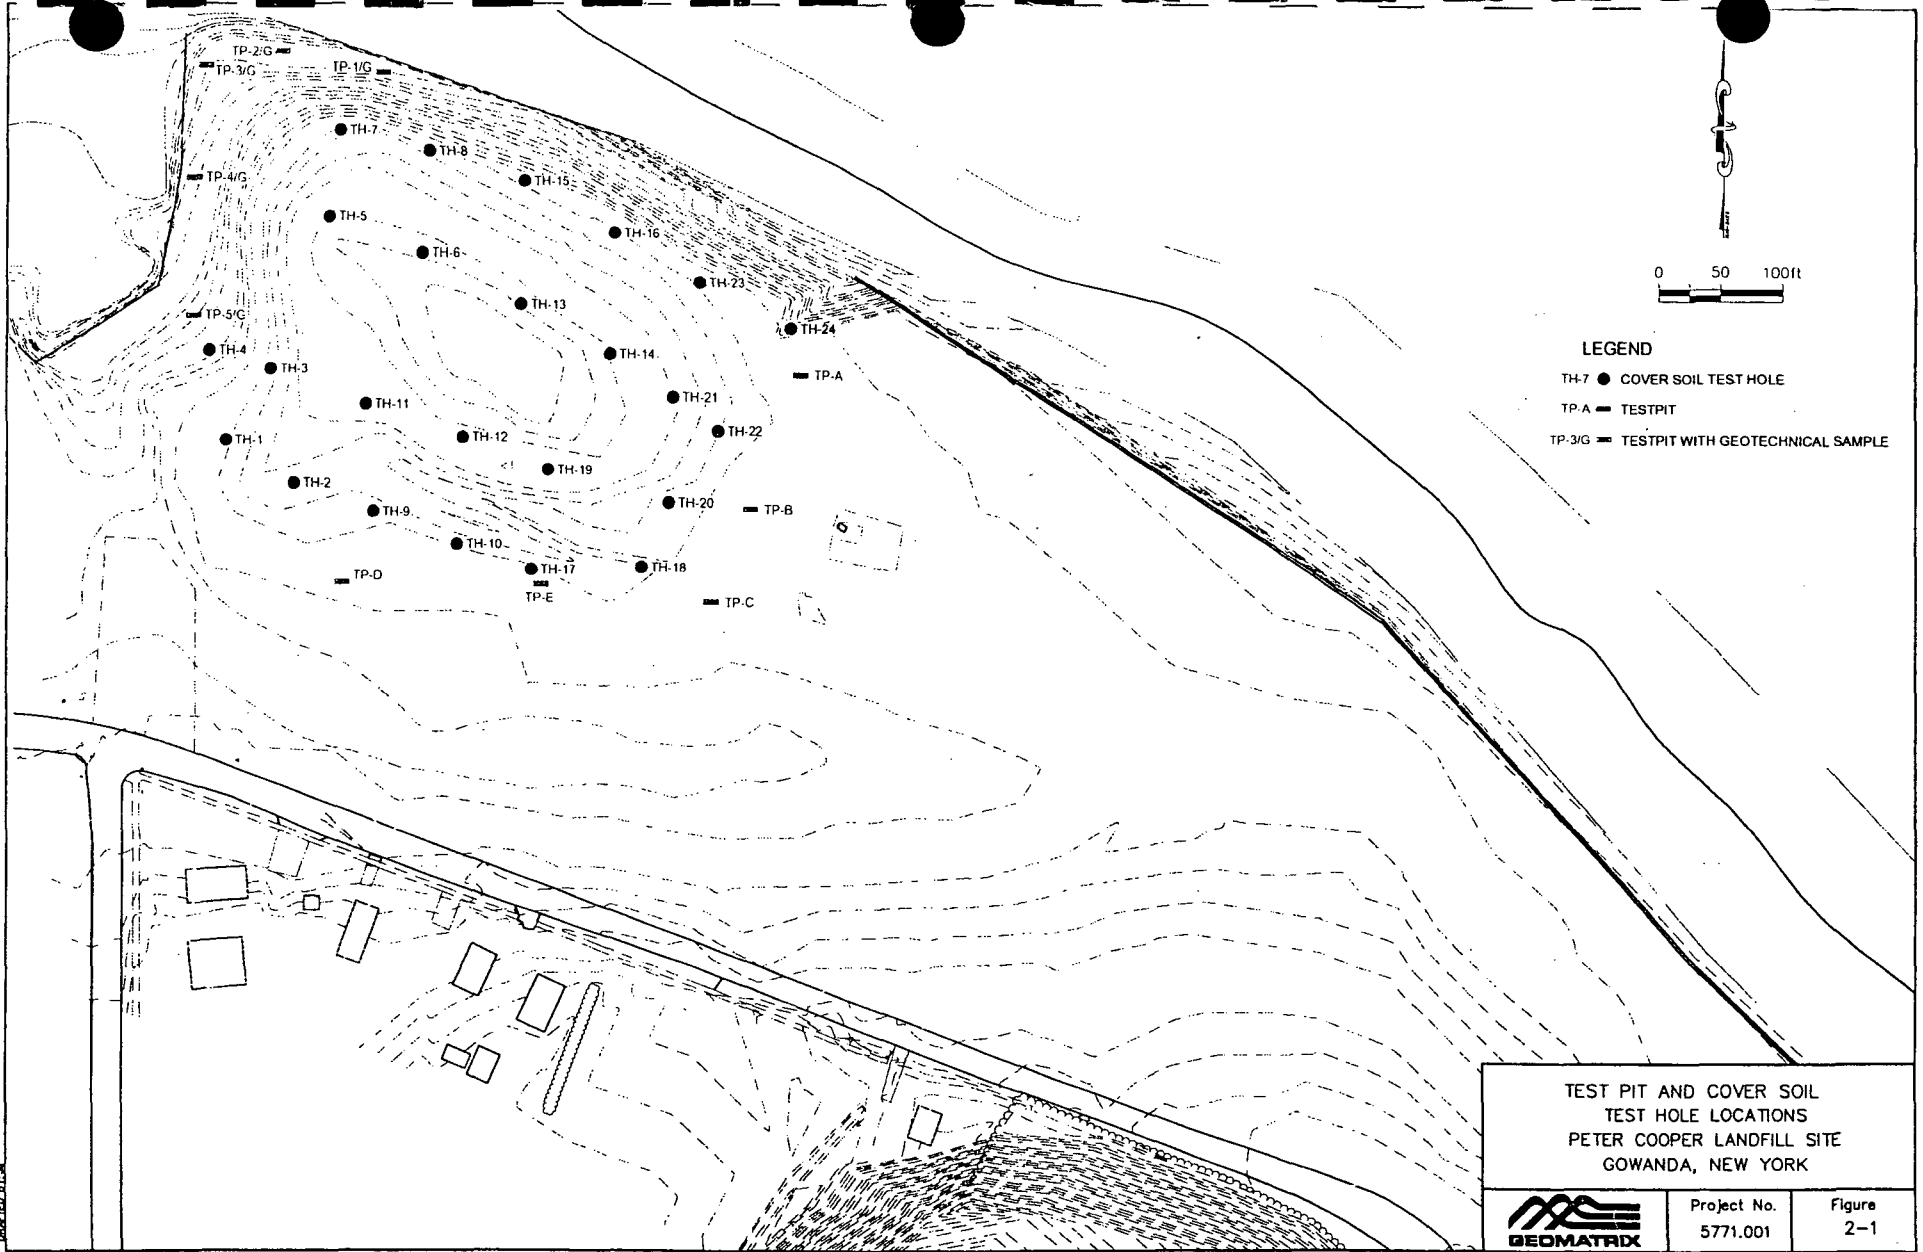 TP-2/G
TP-3/G
TP-1/G
TH-7
TH-8
TP-4/G
TH-15
TH-5
TH-16
TH-6
TH-23
TH-13
TP-5/G
TH-24
TH-4
TH-14
TH-3
TP-A
TH-11
TH-21
TH-1
TH-12
TH-22
TH-19
TH-2
TH-20
TP-B
TH-9
TH-10
TH-17
TH-18
TP-D
TP-E
TP-C
0 50 100ft
LEGEND
TH-7 COVER SOIL TEST HOLE
TP-A TESTPIT
TP-3/G TESTPIT WITH GEOTECHNICAL SAMPLE
TEST PIT AND COVER SOIL
TEST HOLE LOCATIONS
PETER COOPER LANDFILL SITE
GOWANDA, NEW YORK
GEOMATRIX
Project No.
5771.001
Figure
2-1